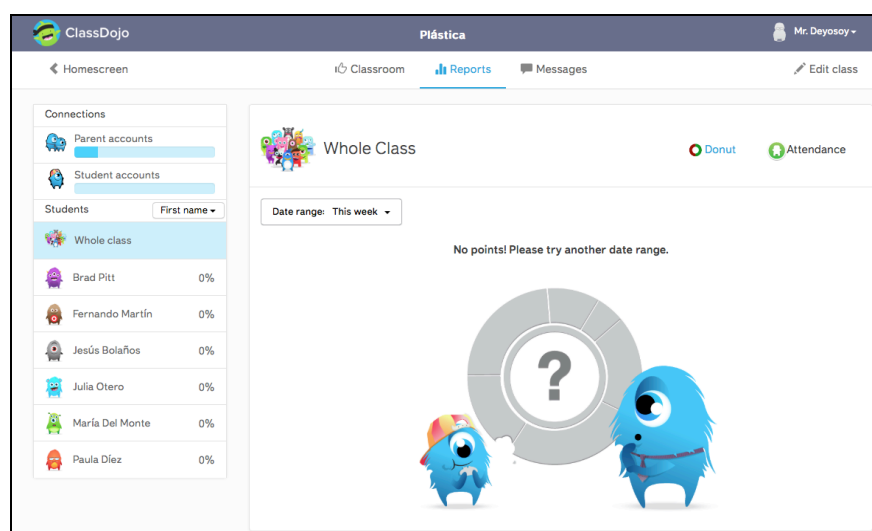 ClassDojo
Plástica
Mr. Deyosoy
Homescreen
Classroom
Reports
Messages
Edit class
Connections
Parent accounts
Student accounts
Students
First name
Whole class
Brad Pitt 0%
Fernando Martín 0%
Jesús Bolaños 0%
Julia Otero 0%
María Del Monte 0%
Paula Díez 0%
Whole Class
Donut
Attendance
Date range: This week
No points! Please try another date range.
?